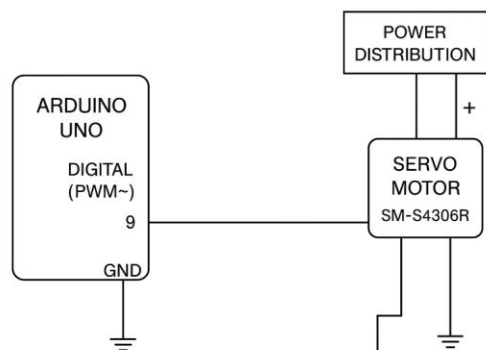 POWER
DISTRIBUTION
+
ARDUINO
UNO
DIGITAL
(PWM~)
9
GND
SERVO
MOTOR
SM-S4306R